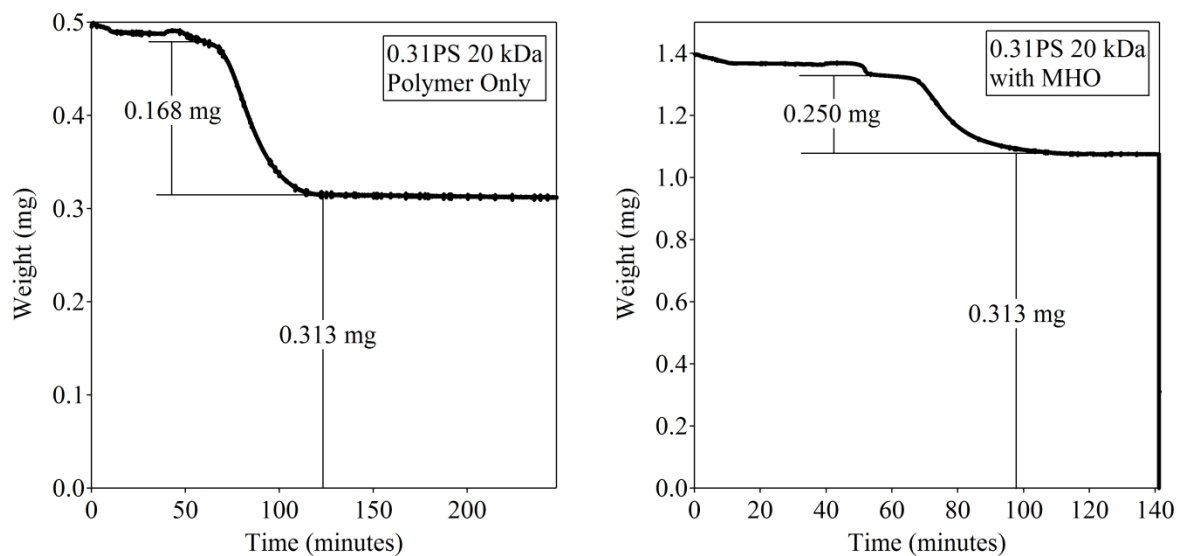 0.5
0.4
0.3
0.2
0.1
0.0
Weight (mg)
0.31PS 20 kDa
Polymer Only
0.168 mg
0.313 mg
0
50
100
150
200
Time (minutes)
1.4
1.2
1.0
0.8
0.6
0.4
0.2
0.0
Weight (mg)
0.31PS 20 kDa
with MHO
0.250 mg
0.313 mg
0
20
40
60
80
100
120
140
Time (minutes)